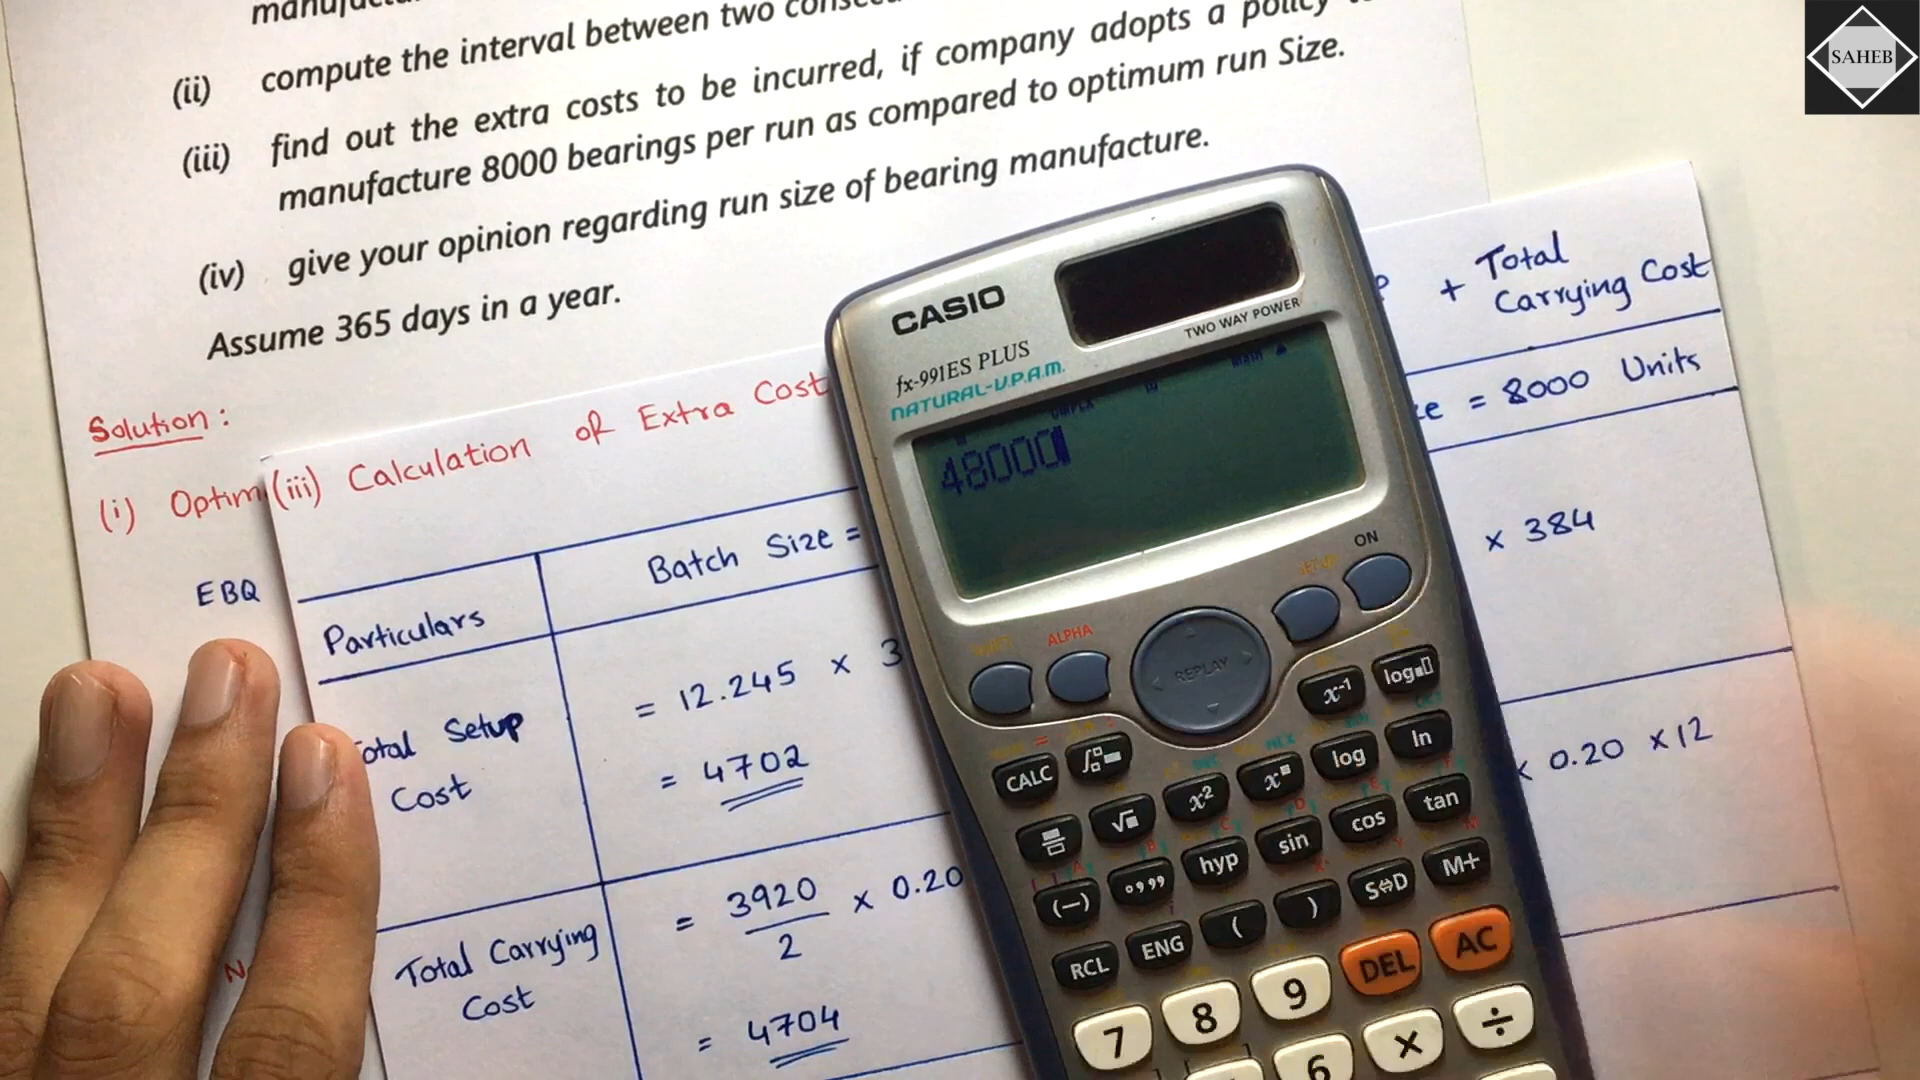 (ii) compute the interval between two
(iii) find out the extra costs to be incurred, if company adopts a policy
manufacture 8000 bearings per run as compared to optimum run Size.
(iv) give your opinion regarding run size of bearing manufacture.
Assume 365 days in a year.
SAHEB
Solution :
(i) Optim
EBQ
(iii) Calculation of Extra Cost
+ Total
Carrying Cost
= 8000 Units
Particulars
Batch Size =
Total Setup
Cost
= 12.245 x 3
= 4702
x 384
Total Carrying
Cost
= 3920
2
x 0.20
= 4704
x 0.20 x 12
CASIO
TWO WAY POWER
fx-991ES PLUS
NATURAL-V.P.A.M.
48000
ON
ALPHA
REPLAY
x⁻¹
CALC
log
ln
x²
hyp
sin
cos
tan
(−)
RCL
ENG
(
)
S⇔D
M+
7
8
9
DEL
AC
6
×
÷